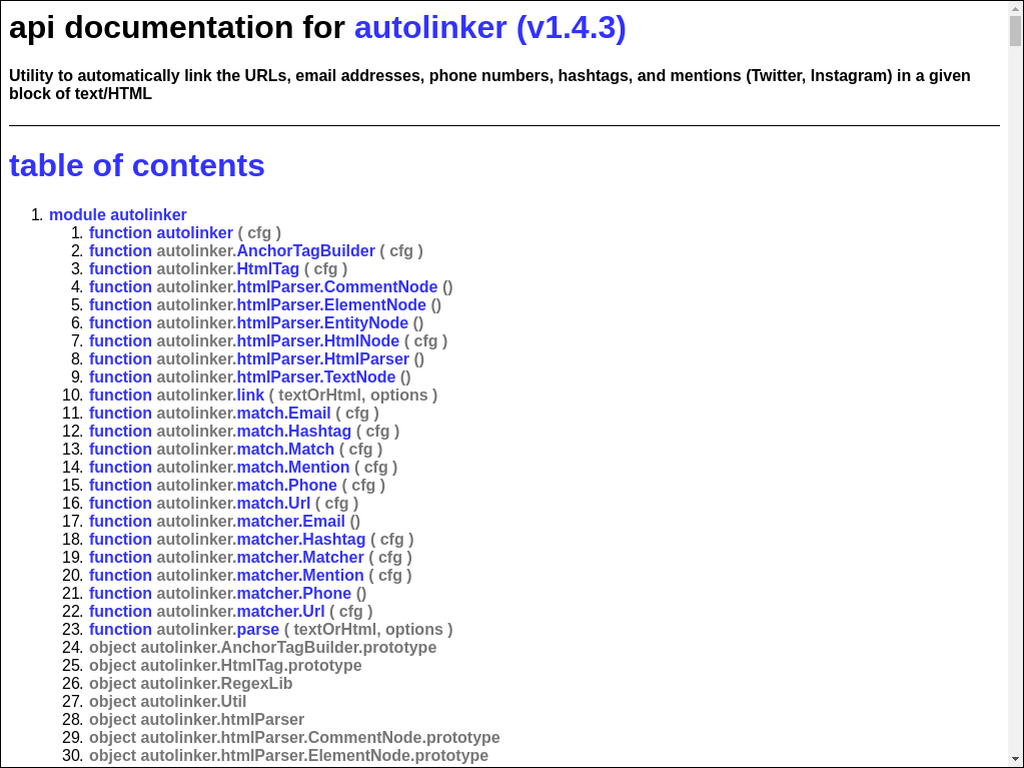 api documentation for autolinker (v1.4.3)
Utility to automatically link the URLs, email addresses, phone numbers, hashtags, and mentions (Twitter, Instagram) in a given
block of text/HTML
table of contents
1. module autolinker
1. function autolinker ( cfg )
2. function autolinker.AnchorTagBuilder ( cfg )
3. function autolinker.HtmlTag ( cfg )
4. function autolinker.htmlParser.CommentNode ()
5. function autolinker.htmlParser.ElementNode ()
6. function autolinker.htmlParser.EntityNode ()
7. function autolinker.htmlParser.HtmlNode ( cfg )
8. function autolinker.htmlParser.HtmlParser ()
9. function autolinker.htmlParser.TextNode ()
10. function autolinker.link ( textOrHtml, options )
11. function autolinker.match.Email ( cfg )
12. function autolinker.match.Hashtag ( cfg )
13. function autolinker.match.Match ( cfg )
14. function autolinker.match.Mention ( cfg )
15. function autolinker.match.Phone ( cfg )
16. function autolinker.match.Url ( cfg )
17. function autolinker.matcher.Email ()
18. function autolinker.matcher.Hashtag ( cfg )
19. function autolinker.matcher.Matcher ( cfg )
20. function autolinker.matcher.Mention ( cfg )
21. function autolinker.matcher.Phone ()
22. function autolinker.matcher.Url ( cfg )
23. function autolinker.parse ( textOrHtml, options )
24. object autolinker.AnchorTagBuilder.prototype
25. object autolinker.HtmlTag.prototype
26. object autolinker.RegexLib
27. object autolinker.Util
28. object autolinker.htmlParser
29. object autolinker.htmlParser.CommentNode.prototype
30. object autolinker.htmlParser.ElementNode.prototype